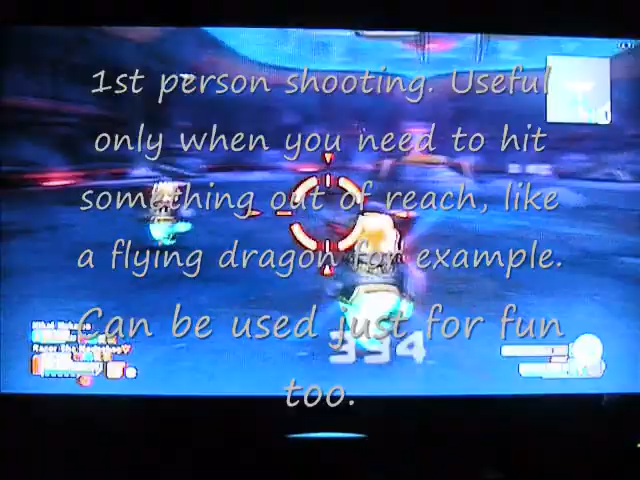 1st person shooting. Useful
only when you need to hit
something out of reach, like
a flying dragon for example.
Can be used just for fun
too.
334